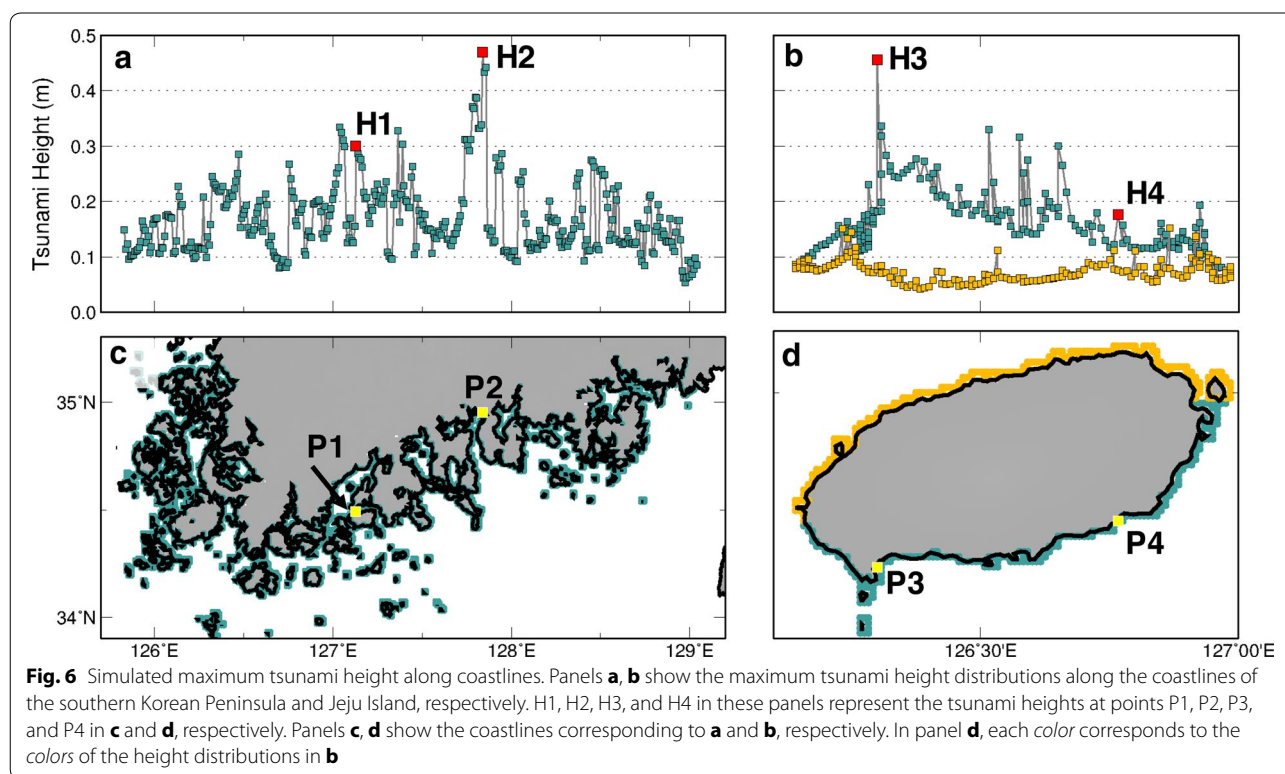 a
b
0.5
0.4
0.3
0.2
0.1
0.0
Tsunami Height (m)
H1
H2
H3
H4
c
d
35°N
34°N
P1
P2
P3
P4
126°E
127°E
128°E
129°E
126°30'
127°00'E
Fig. 6 Simulated maximum tsunami height along coastlines. Panels a, b show the maximum tsunami height distributions along the coastlines of
the southern Korean Peninsula and Jeju Island, respectively. H1, H2, H3, and H4 in these panels represent the tsunami heights at points P1, P2, P3,
and P4 in c and d, respectively. Panels c, d show the coastlines corresponding to a and b, respectively. In panel d, each color corresponds to the
colors of the height distributions in b